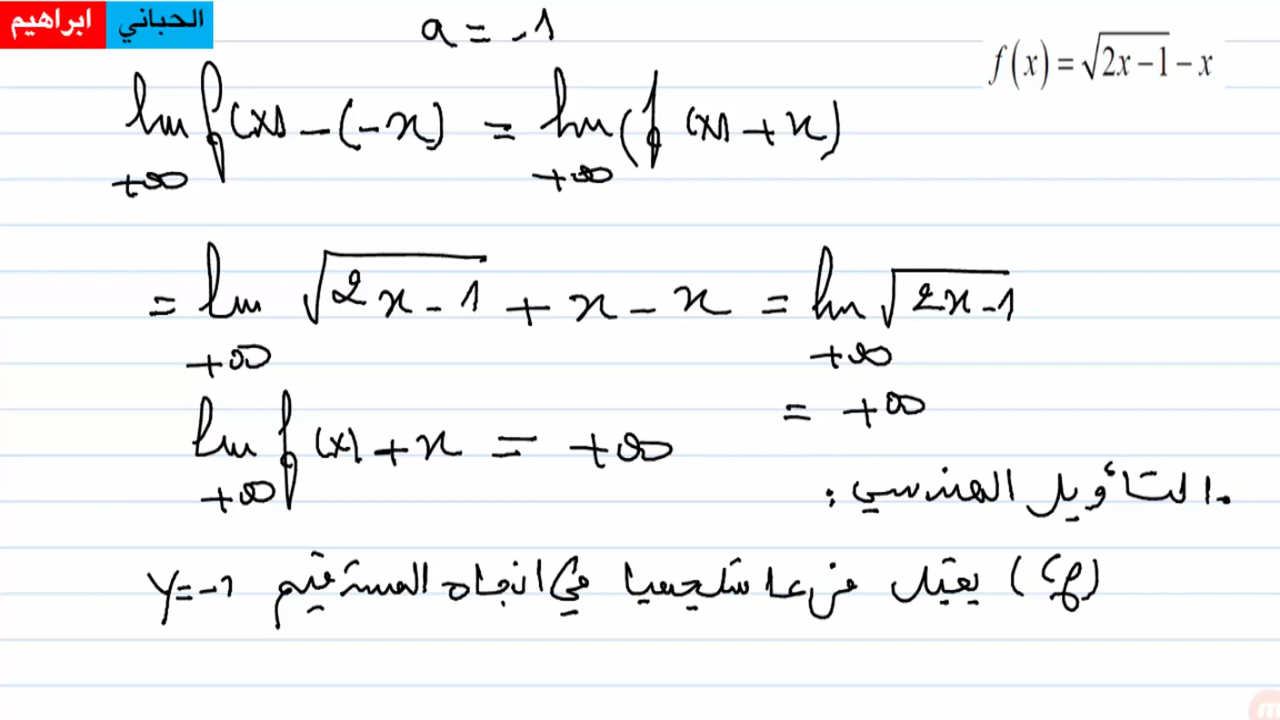 ابراهيم الحباني
a = -1
f(x) = √(2x-1) - x
lim f(x) - (-x) = lim (f(x) + x)
+∞ +∞
= lim √(2x-1) + x - x = lim √(2x-1)
+∞ +∞
= +∞
lim f(x) + x = +∞
+∞
• التأويل الهندسي :
(Cf) يقبل فرعا شلجميا في اتجاه المستقيم y=-1